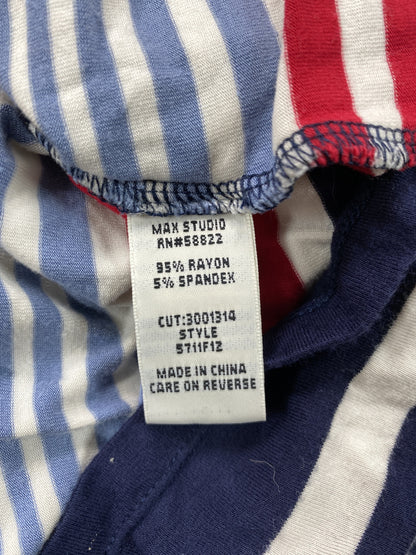 MAX STUDIO
RN#58822
95% RAYON
5% SPANDEX
CUT:3001314
STYLE
5711F12
MADE IN CHINA
CARE ON REVERSE